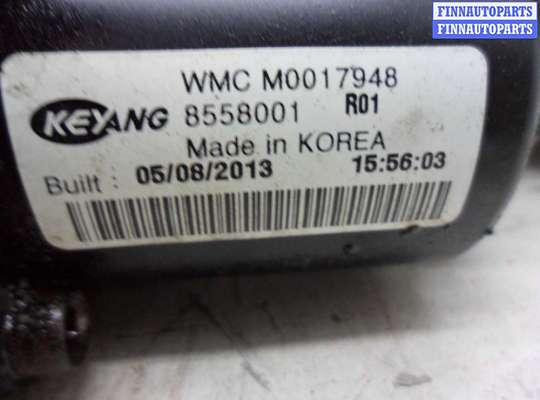 FINNAUTOPARTS
FINNAUTOPARTS
WMC M0017948
KEYANG 8558001 R01
Made in KOREA
Built : 05/08/2013 15:56:03